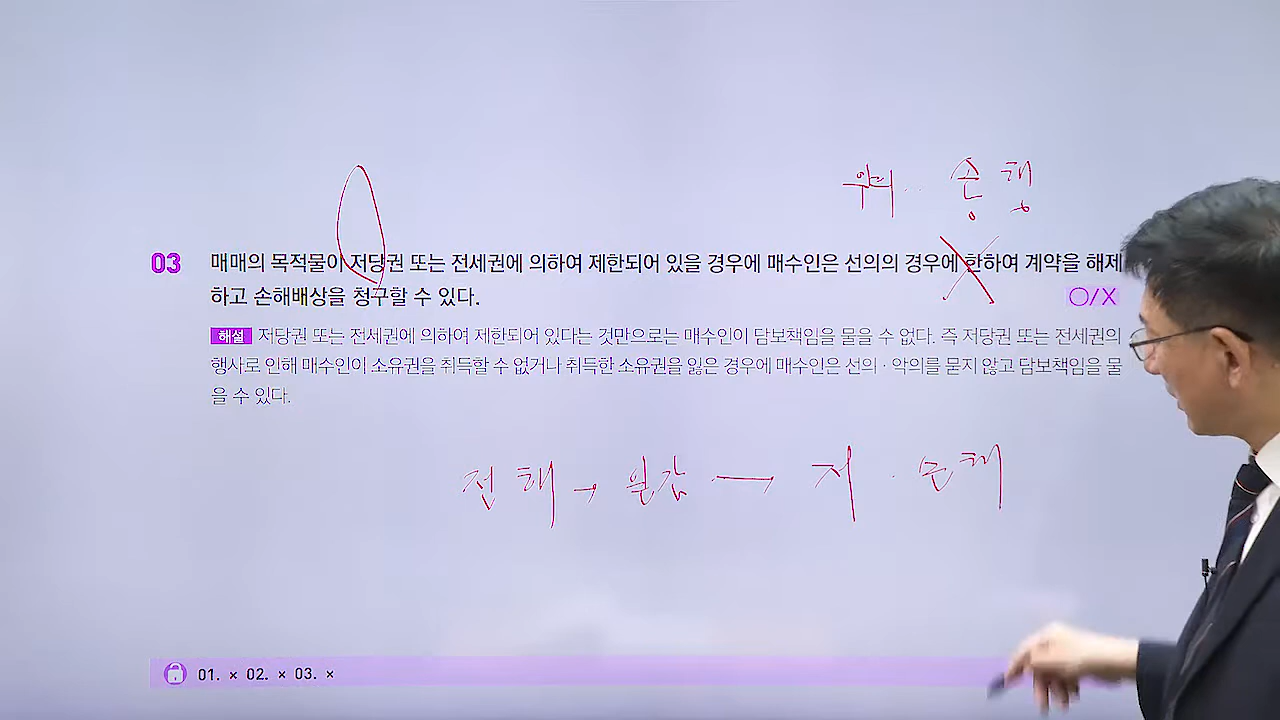 03 매매의 목적물이 저당권 또는 전세권에 의하여 제한되어 있을 경우에 매수인은 선의의 경우에 한하여 계약을 해제
하고 손해배상을 청구할 수 있다.
○/X
해설 저당권 또는 전세권에 의하여 제한되어 있다는 것만으로는 매수인이 담보책임을 물을 수 없다. 즉 저당권 또는 전세권의
행사로 인해 매수인이 소유권을 취득할 수 없거나 취득한 소유권을 잃은 경우에 매수인은 선의·악의를 묻지 않고 담보책임을 물
을 수 있다.
01. × 02. × 03. ×